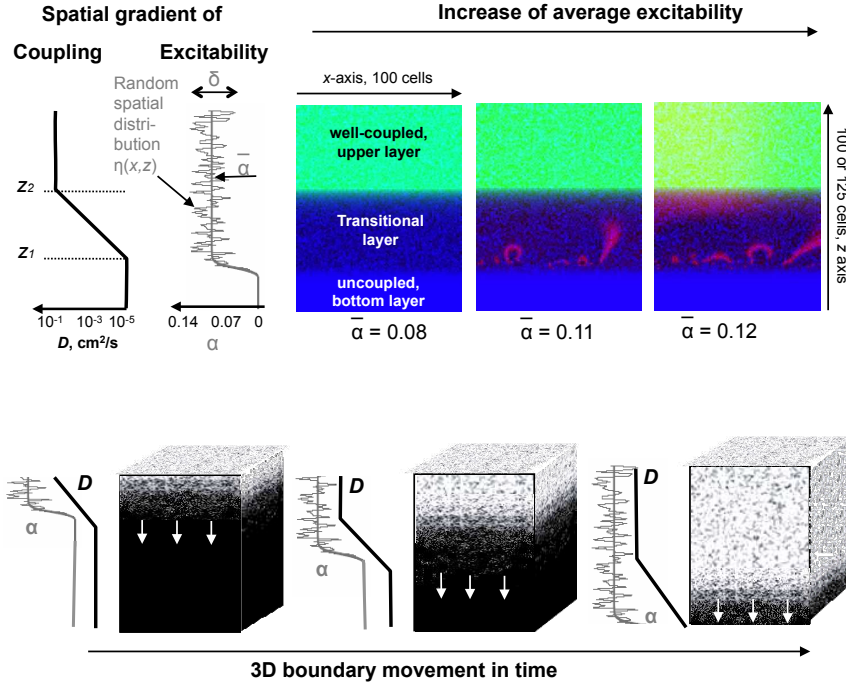 Spatial gradient of
Coupling
Excitability
Increase of average excitability
Random
spatial
distri-
bution
η(x,z)
δ
ᾱ
z2
z1
10-1
10-3
10-5
D, cm2/s
0.14
0.07
0
α
x-axis, 100 cells
well-coupled,
upper layer
Transitional
layer
uncoupled,
bottom layer
ᾱ = 0.08
ᾱ = 0.11
ᾱ = 0.12
100 or 125 cells, z axis
D
α
D
α
D
α
3D boundary movement in time